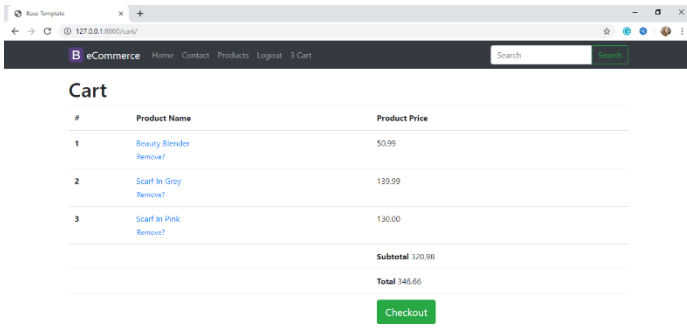 Base Template
127.0.0.1:8000/cart/
B eCommerce Home Contact Products Logout 3 Cart Search Search
Cart
# Product Name Product Price
1 Beauty Blender 50.99
Remove?
2 Scarf In Grey 139.99
Remove?
3 Scarf In Pink 130.00
Remove?
Subtotal 320.98
Total 346.66
Checkout